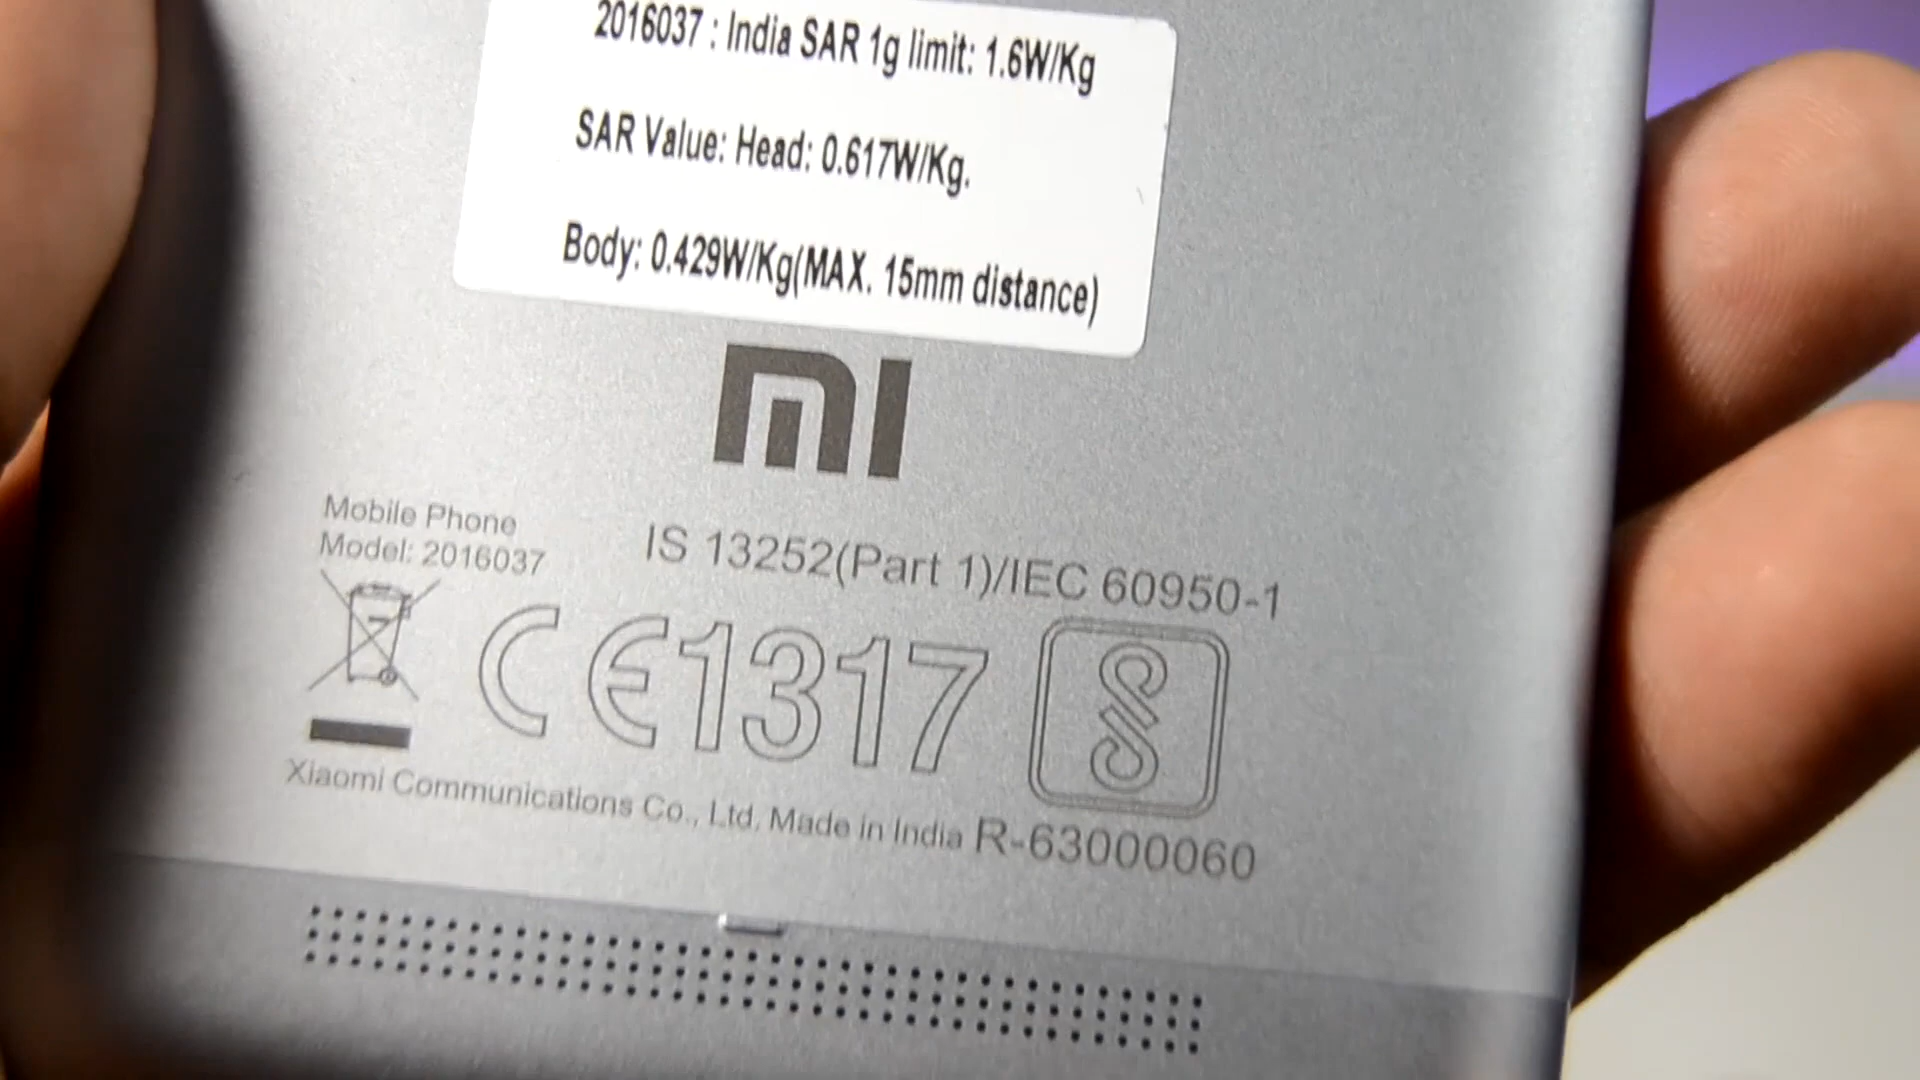 2016037 : India SAR 1g limit: 1.6W/Kg
SAR Value: Head: 0.617W/Kg.
Body: 0.429W/Kg(MAX. 15mm distance)
mi
Mobile Phone
Model: 2016037
IS 13252(Part 1)/IEC 60950-1
CE1317
Xiaomi Communications Co., Ltd. Made in India R-63000060